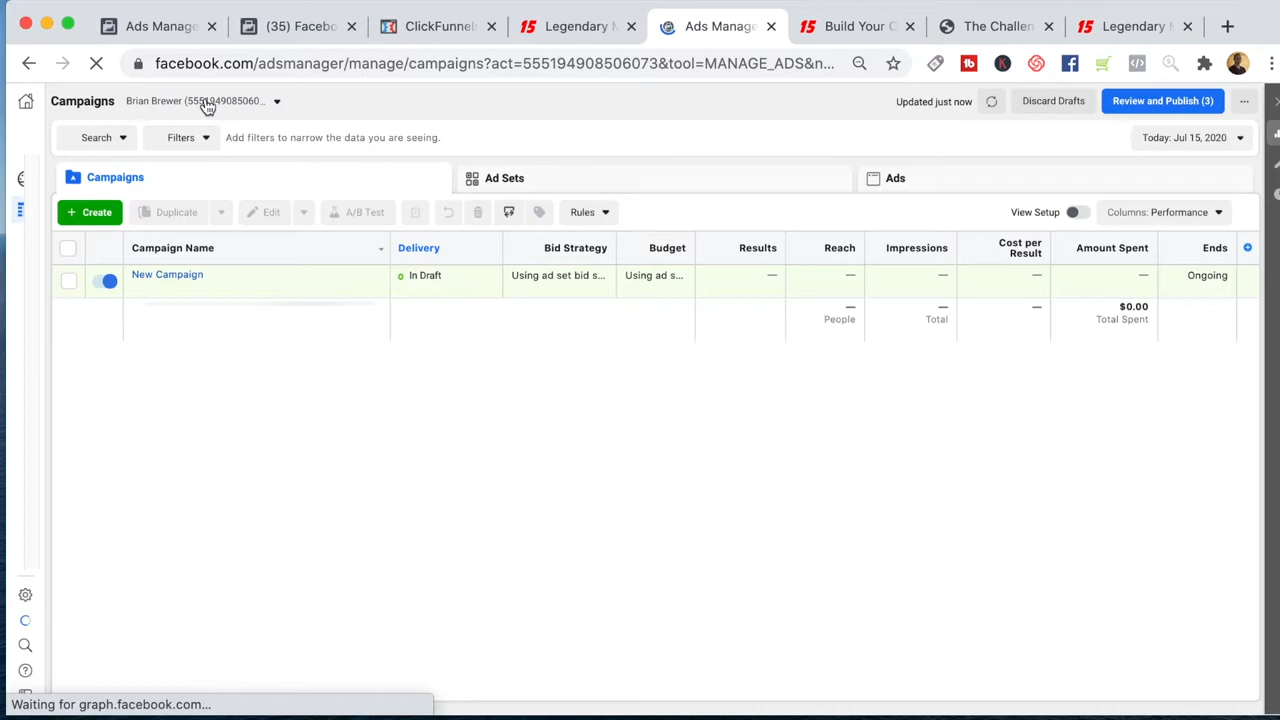 Ads Manage
(35) Facebo
ClickFunnels
Legendary M
Ads Manage
Build Your C
The Challen
Legendary M
facebook.com/adsmanager/manage/campaigns?act=555194908506073&tool=MANAGE_ADS&n...
Campaigns
Brian Brewer (5551949085060...
Updated just now
Discard Drafts
Review and Publish (3)
Search
Filters
Add filters to narrow the data you are seeing.
Today: Jul 15, 2020
Campaigns
Ad Sets
Ads
+ Create
Duplicate
Edit
A/B Test
Rules
View Setup
Columns: Performance
Campaign Name
Delivery
Bid Strategy
Budget
Results
Reach
Impressions
Cost per
Result
Amount Spent
Ends
New Campaign
In Draft
Using ad set bid s...
Using ad s...
—
—
—
—
—
Ongoing
—
People
—
Total
—
$0.00
Total Spent
Waiting for graph.facebook.com...